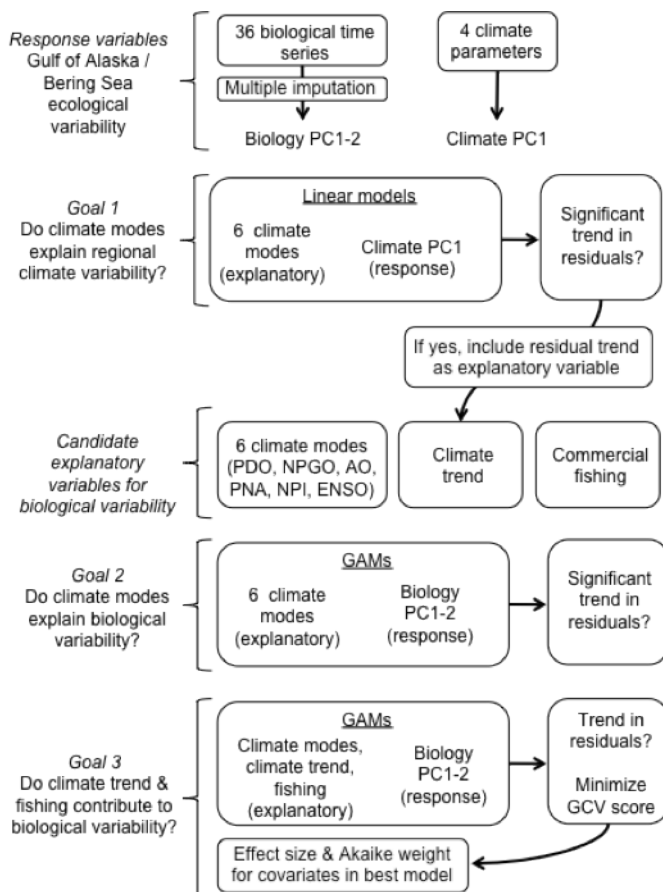 Response variables
Gulf of Alaska /
Bering Sea
ecological
variability
36 biological time
series
Multiple imputation
Biology PC1-2
4 climate
parameters
Climate PC1
Goal 1
Do climate modes
explain regional
climate variability?
Linear models
6 climate
modes
(explanatory)
Climate PC1
(response)
Significant
trend in
residuals?
If yes, include residual trend
as explanatory variable
Candidate
explanatory
variables for
biological variability
6 climate modes
(PDO, NPGO, AO,
PNA, NPI, ENSO)
Climate
trend
Commercial
fishing
Goal 2
Do climate modes
explain biological
variability?
GAMs
6 climate
modes
(explanatory)
Biology
PC1-2
(response)
Significant
trend in
residuals?
Goal 3
Do climate trend &
fishing contribute to
biological variability?
GAMs
Climate modes,
climate trend,
fishing
(explanatory)
Biology
PC1-2
(response)
Trend in
residuals?
Minimize
GCV score
Effect size & Akaike weight
for covariates in best model